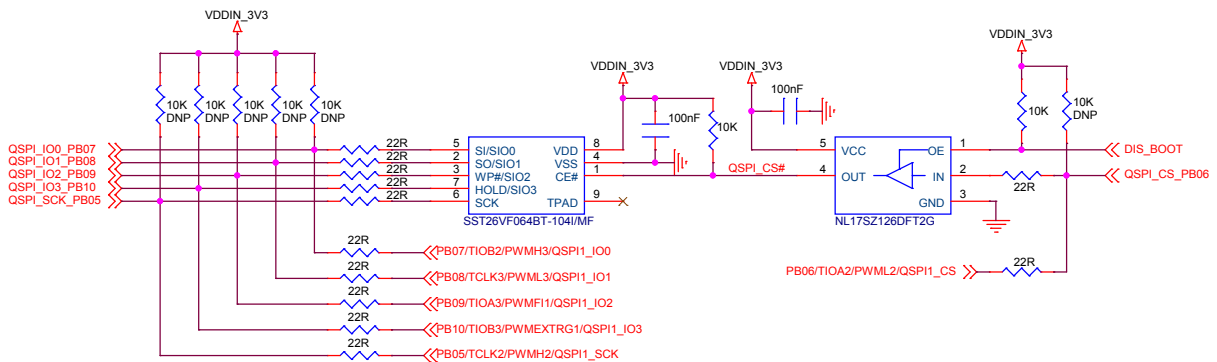 VDDIN_3V3
10K
DNP
10K
DNP
10K
DNP
10K
DNP
10K
DNP
QSPI_IO0_PB07
QSPI_IO1_PB08
QSPI_IO2_PB09
QSPI_IO3_PB10
QSPI_SCK_PB05
22R
22R
22R
22R
22R
5 SI/SIO0 VDD 8
2 SO/SIO1 VSS 4
3 WP#/SIO2 CE# 1
7 HOLD/SIO3
6 SCK TPAD 9
SST26VF064BT-104I/MF
VDDIN_3V3
100nF
10K
QSPI_CS#
VDDIN_3V3
100nF
5 VCC OE 1
4 OUT IN 2
GND 3
NL17SZ126DFT2G
VDDIN_3V3
10K
10K
DNP
DIS_BOOT
22R
QSPI_CS_PB06
22R
PB06/TIOA2/PWML2/QSPI1_CS
22R
PB07/TIOB2/PWMH3/QSPI1_IO0
22R
PB08/TCLK3/PWML3/QSPI1_IO1
22R
PB09/TIOA3/PWMFI1/QSPI1_IO2
22R
PB10/TIOB3/PWMEXTRG1/QSPI1_IO3
22R
PB05/TCLK2/PWMH2/QSPI1_SCK